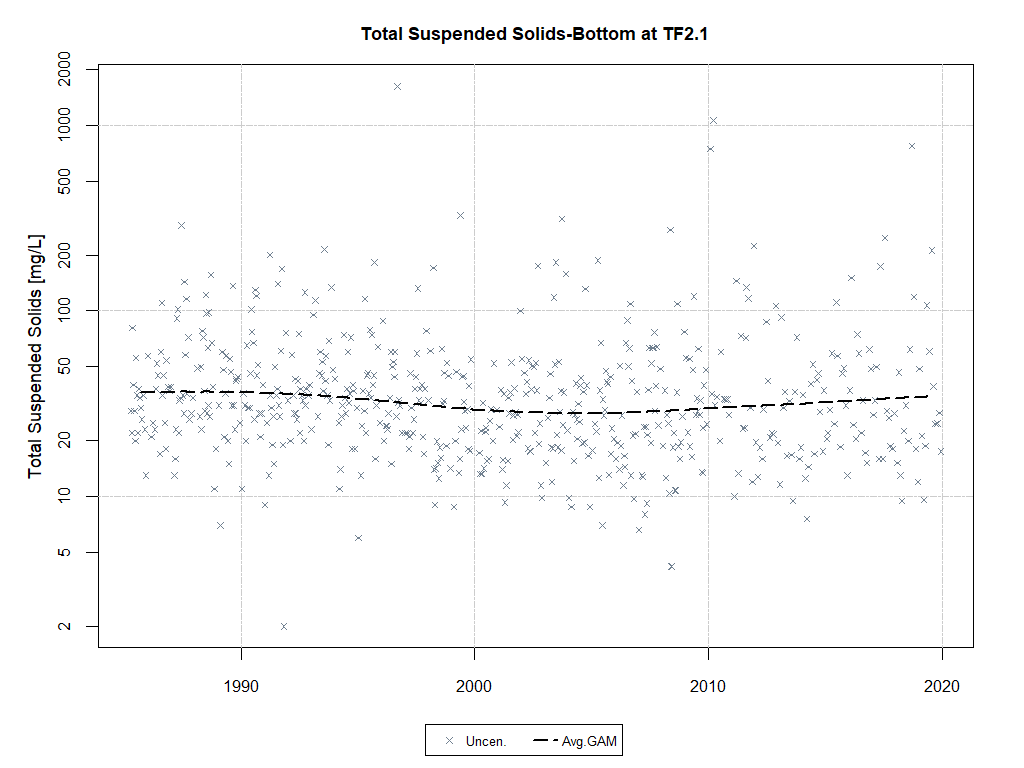 Total Suspended Solids-Bottom at TF2.1
Total Suspended Solids [mg/L]
2000
1000
500
200
100
50
20
10
5
2
1990 2000 2010 2020
Uncen. Avg.GAM